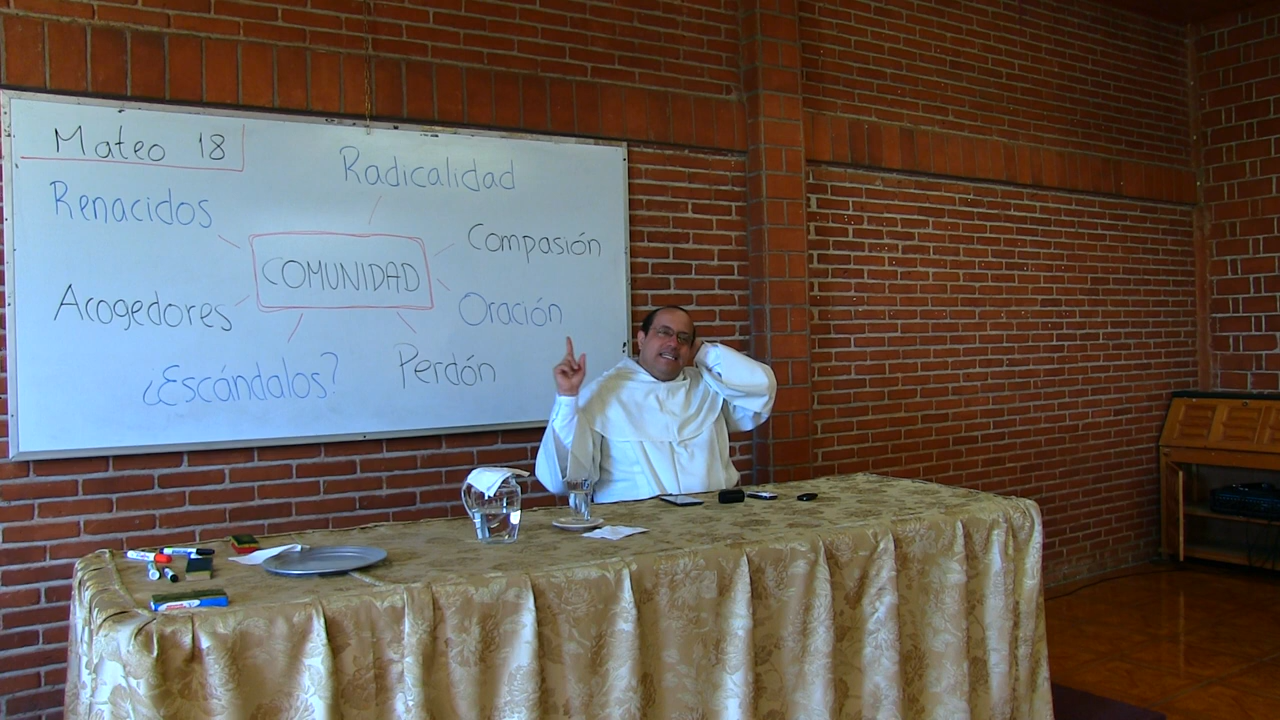 Mateo 18
Radicalidad
Renacidos
Compasión
COMUNIDAD
Acogedores
Oración
¿Escándalos?
Perdón